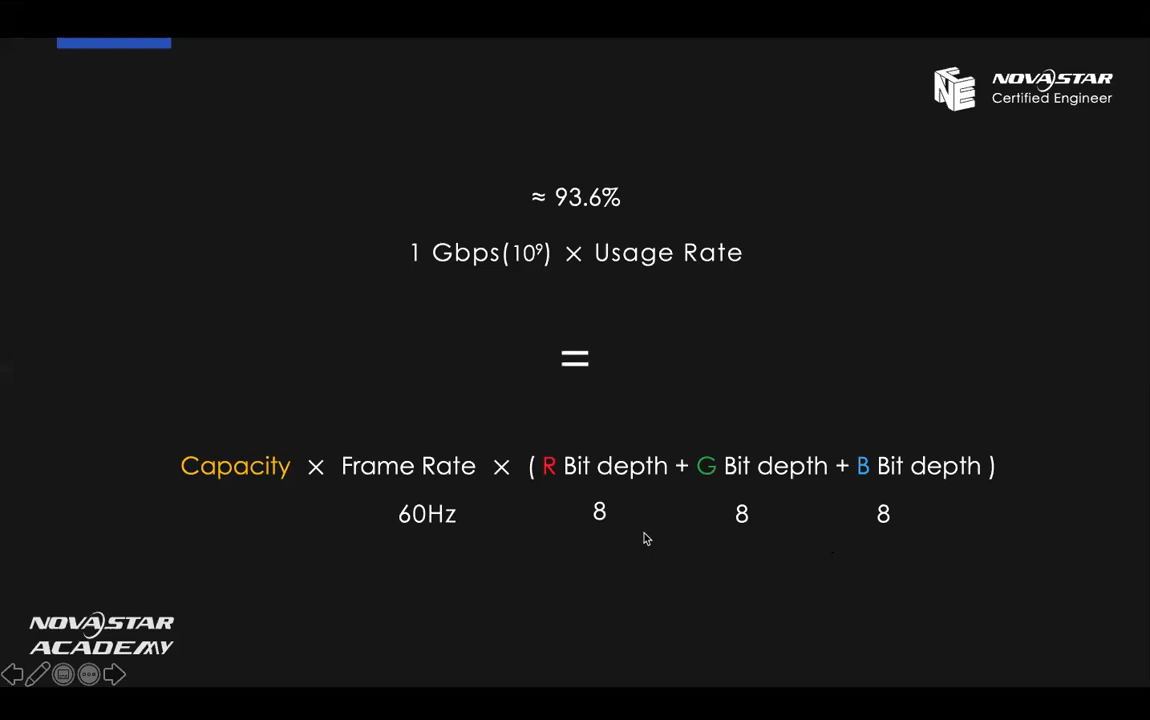 NOVASTAR
Certified Engineer
≈ 93.6%
1 Gbps(10⁹) × Usage Rate
=
Capacity × Frame Rate × ( R Bit depth + G Bit depth + B Bit depth )
60Hz 8 8 8
NOVASTAR
ACADEMY